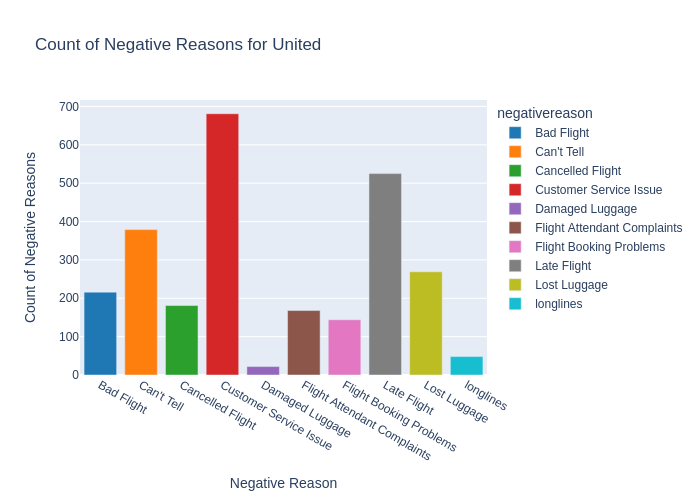 Count of Negative Reasons for United
Count of Negative Reasons
700
600
500
400
300
200
100
0
Bad Flight
Can't Tell
Cancelled Flight
Customer Service Issue
Damaged Luggage
Flight Attendant Complaints
Flight Booking Problems
Late Flight
Lost Luggage
longlines
Negative Reason
negativereason
Bad Flight
Can't Tell
Cancelled Flight
Customer Service Issue
Damaged Luggage
Flight Attendant Complaints
Flight Booking Problems
Late Flight
Lost Luggage
longlines